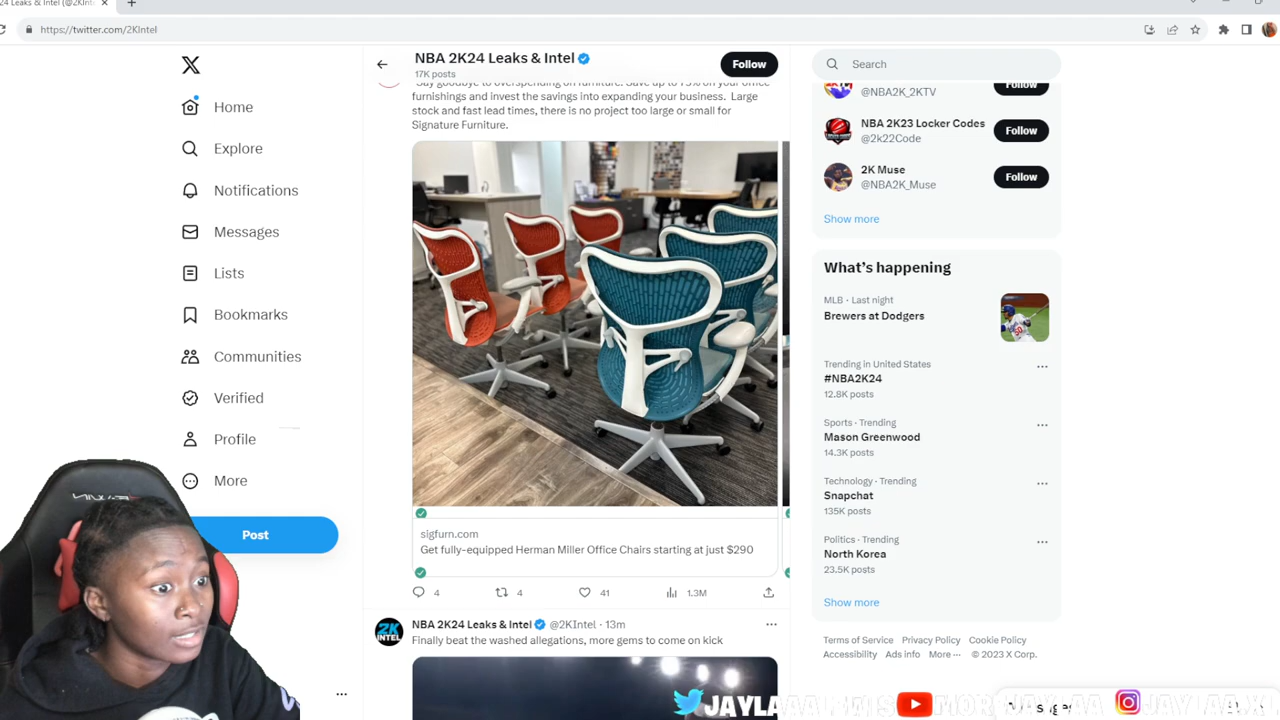 24 Leaks & Intel (@2KInt
https://twitter.com/2KIntel
Home
Explore
Notifications
Messages
Lists
Bookmarks
Communities
Verified
Profile
More
Post
NBA 2K24 Leaks & Intel
17K posts
Follow
furnishings and invest the savings into expanding your business. Large
stock and fast lead times, there is no project too large or small for
Signature Furniture.
sigfurn.com
Get fully-equipped Herman Miller Office Chairs starting at just $290
4 4 41 1.3M
NBA 2K24 Leaks & Intel @2KIntel · 13m
Finally beat the washed allegations, more gems to come on kick
2K
INTEL
Search
@NBA2K_2KTV
Follow
NBA 2K23 Locker Codes
@2k22Code
Follow
2K Muse
@NBA2K_Muse
Follow
Show more
What's happening
MLB · Last night
Brewers at Dodgers
Trending in United States
#NBA2K24
12.8K posts
Sports · Trending
Mason Greenwood
14.3K posts
Technology · Trending
Snapchat
135K posts
Politics · Trending
North Korea
23.5K posts
Show more
Terms of Service Privacy Policy Cookie Policy
Accessibility Ads info More ··· © 2023 X Corp.